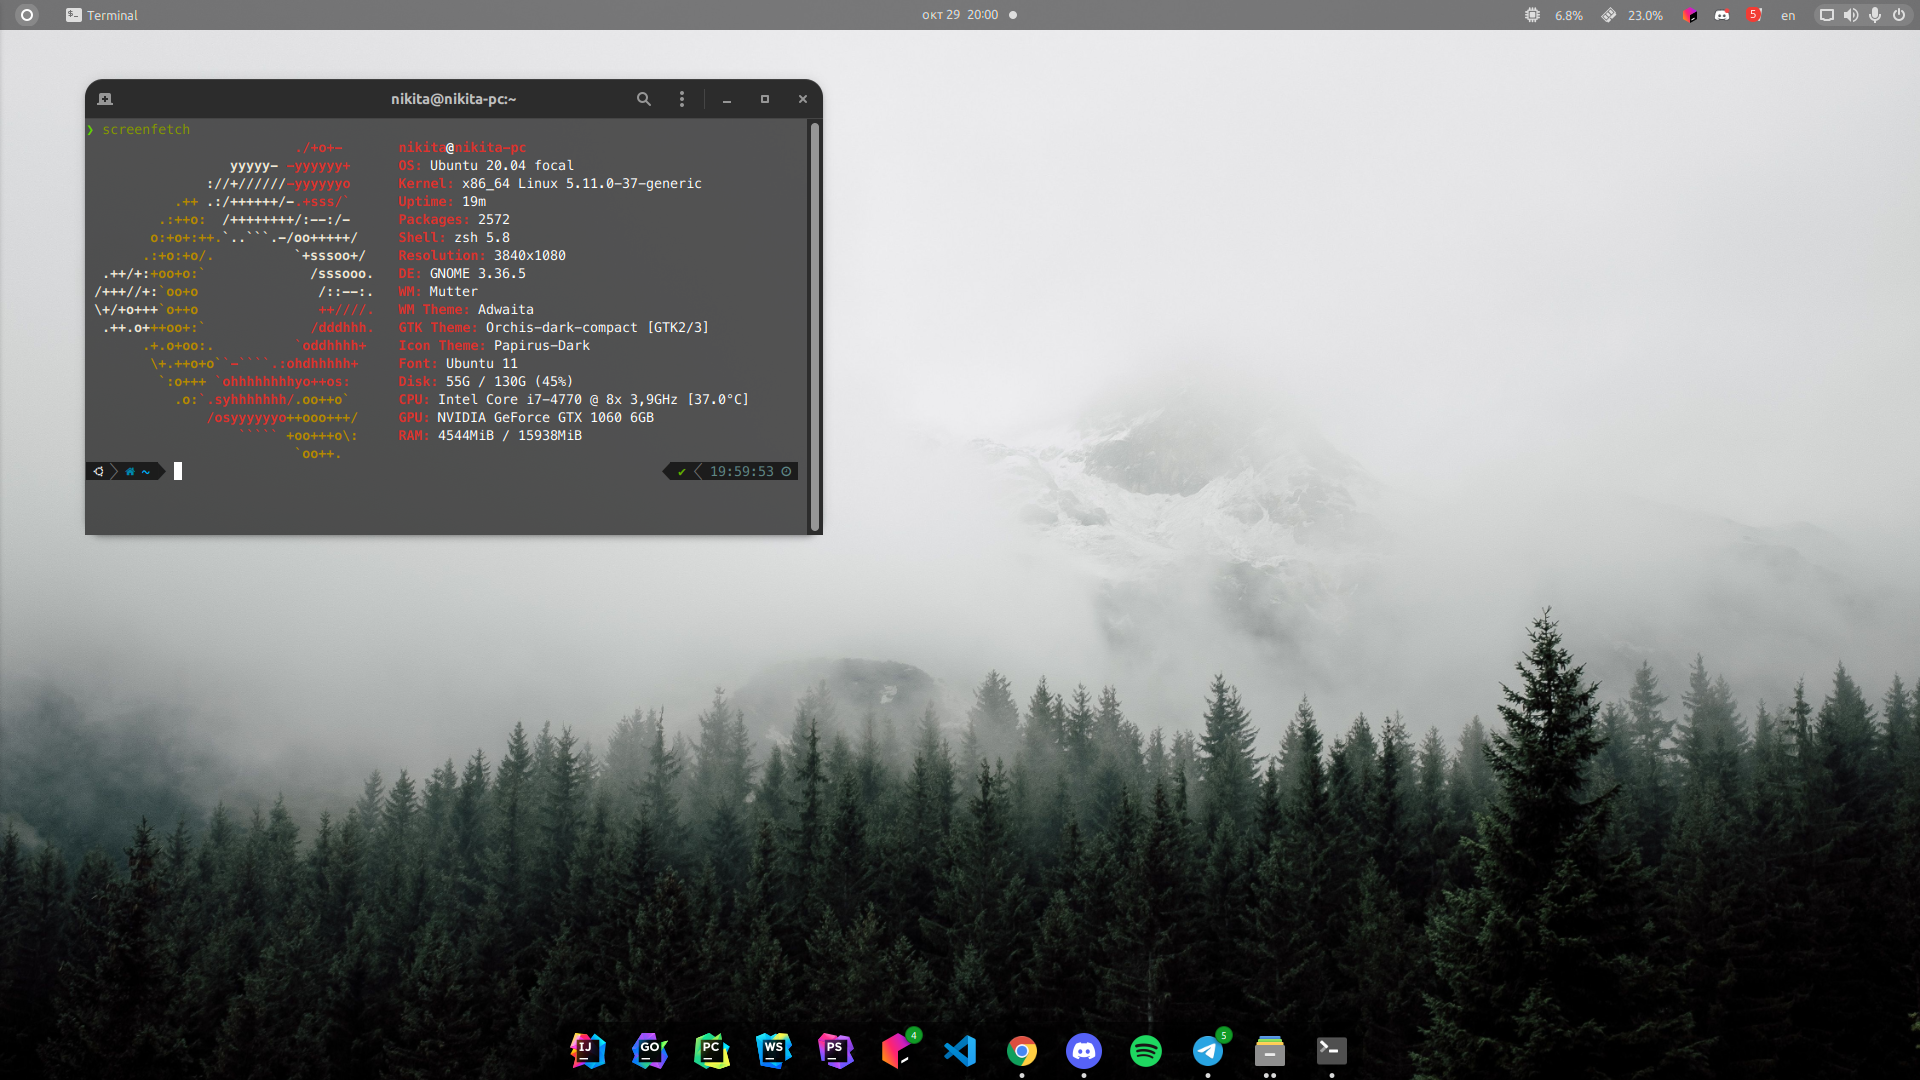 Terminal
окт 29 20:00
6.8%
23.0%
5
en
nikita@nikita-pc:~
❯ screenfetch
./+o+- nikita@nikita-pc
yyyyy- -yyyyyy+ OS: Ubuntu 20.04 focal
://+//////-yyyyyyo Kernel: x86_64 Linux 5.11.0-37-generic
.++ .:/++++++/-.+sss/` Uptime: 19m
.:++o: /++++++++/:--:/- Packages: 2572
o:+o+:++.`..```.-/oo+++++/ Shell: zsh 5.8
.:+o:+o/. `+sssoo+/ Resolution: 3840x1080
.++/+:+oo+o:` /sssooo. DE: GNOME 3.36.5
/+++//+:`oo+o /::--:. WM: Mutter
\+/+o+++`o++o ++////. WM Theme: Adwaita
.++.o+++oo+:` /dddhhh. GTK Theme: Orchis-dark-compact [GTK2/3]
.+.o+oo:. `oddhhhh+ Icon Theme: Papirus-Dark
\+.++o+o``-````.:ohdhhhhh+ Font: Ubuntu 11
`:o+++ `ohhhhhhhhyo++os: Disk: 55G / 130G (45%)
.o:`.syhhhhhhh/.oo++o` CPU: Intel Core i7-4770 @ 8x 3,9GHz [37.0°C]
/osyyyyyyo++ooo+++/ GPU: NVIDIA GeForce GTX 1060 6GB
````` +oo+++o\: RAM: 4544MiB / 15938MiB
`oo++.
~ ✔ 19:59:53
IJ
GO
PC
WS
PS
4
5